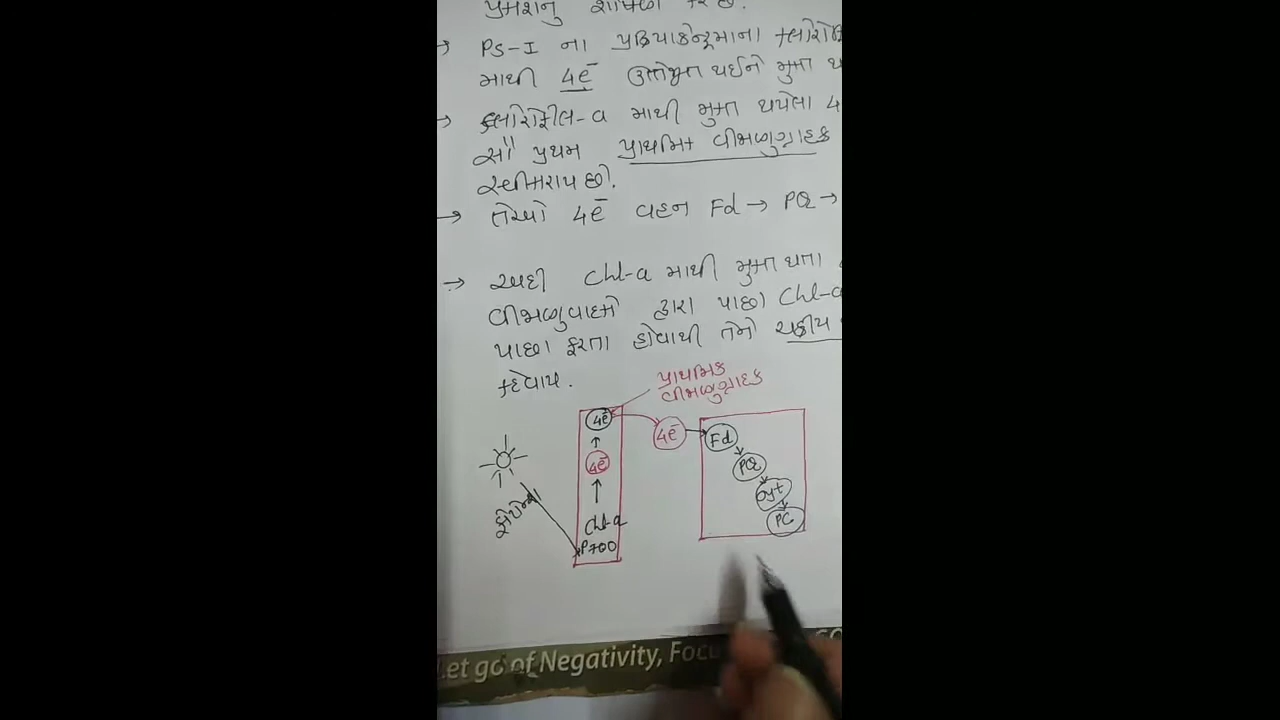 → PS-I ના પ્રક્રિયાકેન્દ્રમાના
માથી 4e⁻ ઉત્તેજીત થઈને મુક્ત
→ ક્લોરોફીલ-a માથી મુક્ત થયેલા
સૌ પ્રથમ પ્રાથમિક વીજાણુગ્રાહક
સ્વીકારાય છે.
→ તેઓ 4e⁻ વહન Fd → PQ →
→ અહી Chl-a માથી મુક્ત થતા
વીજાણુવાહકો દ્વારા પાછા Chl-a
પાછા ફરતા હોવાથી તેને ચક્રીય
કહેવાય.
પ્રાથમિક
વીજાણુગ્રાહક
4e⁻ 4e⁻ Fd
4e⁻ PQ
Cyt
Chl-a PC
P700
Let go of Negativity, Focu